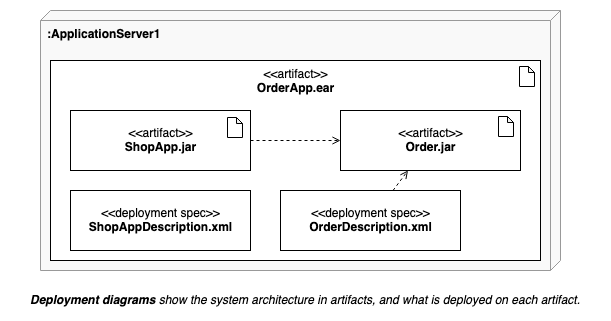 :ApplicationServer1
<<artifact>>
OrderApp.ear
<<artifact>>
ShopApp.jar
<<artifact>>
Order.jar
<<deployment spec>>
ShopAppDescription.xml
<<deployment spec>>
OrderDescription.xml
Deployment diagrams show the system architecture in artifacts, and what is deployed on each artifact.